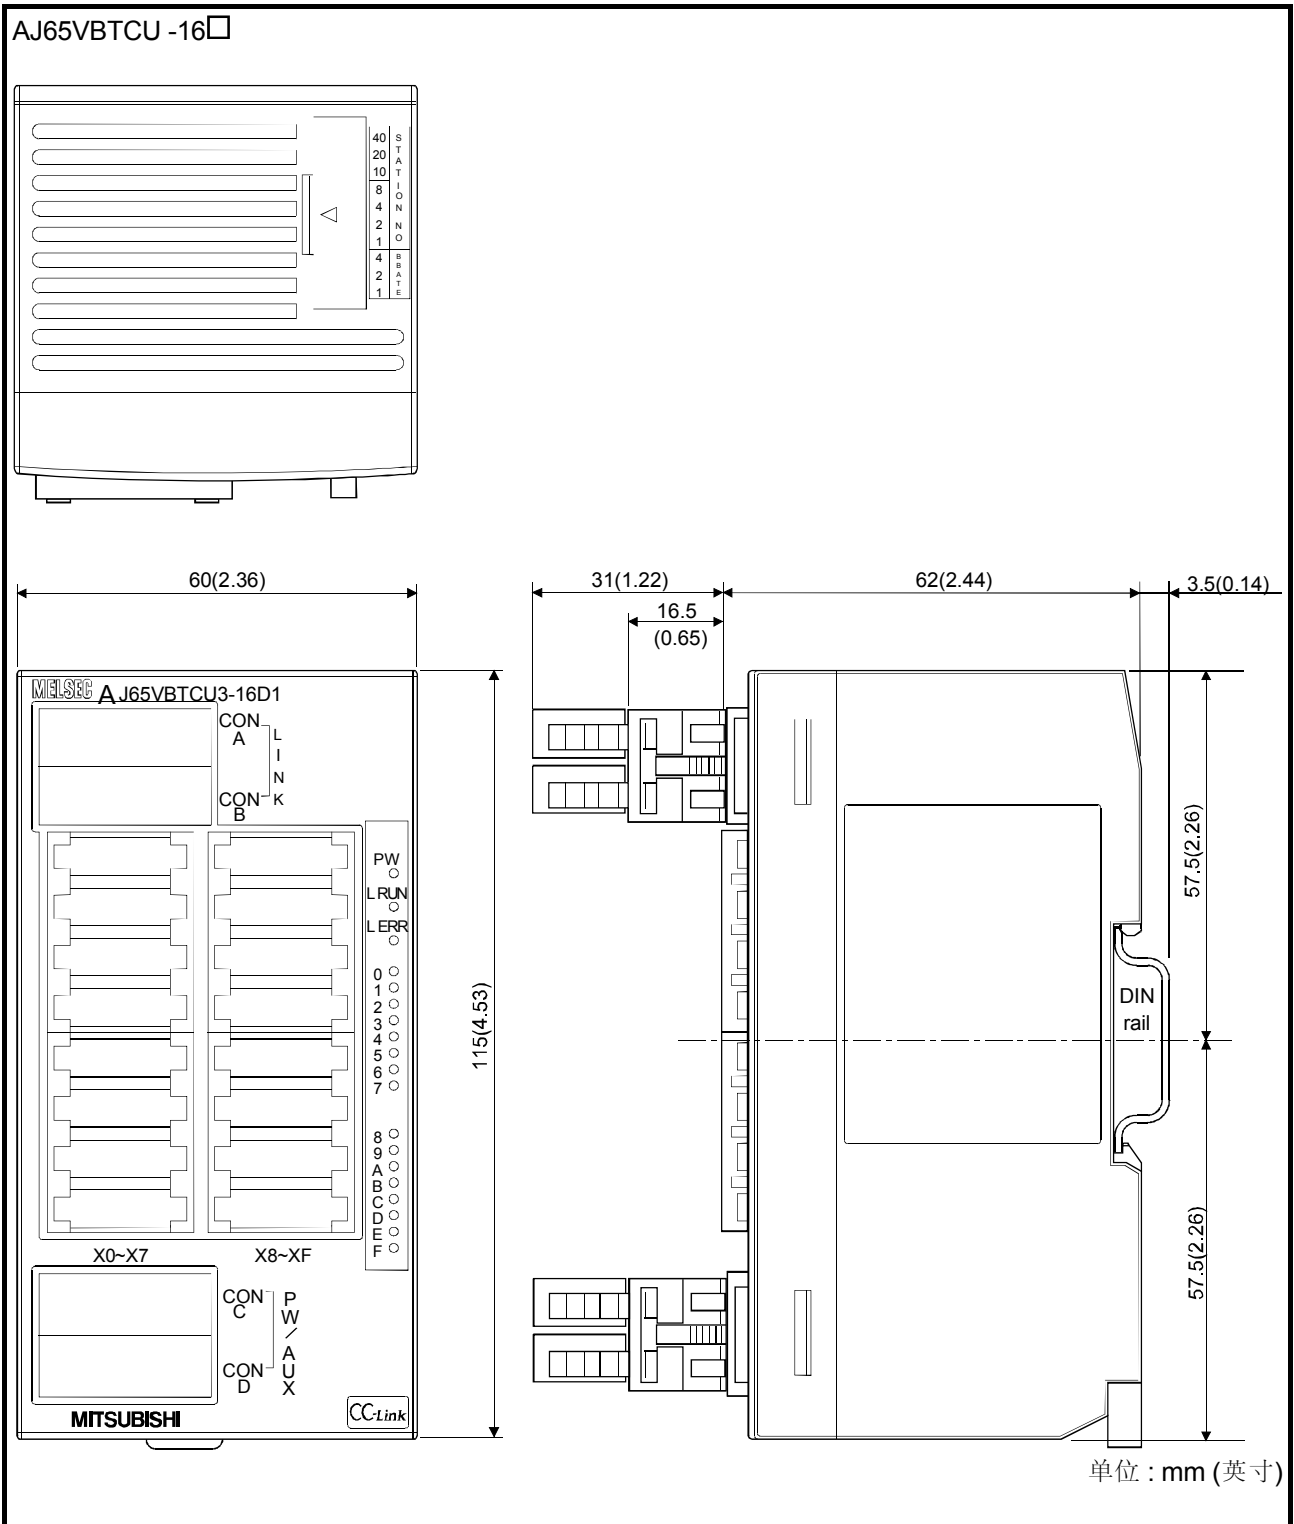 AJ65VBTCU -16□
40
20
10
8
4
2
1
4
2
1
STATION NO
BBATE
60(2.36)
31(1.22)
62(2.44)
3.5(0.14)
16.5
(0.65)
MELSEC AJ65VBTCU3-16D1
CON A
CON B
LINK
PW
L RUN
L ERR
0
1
2
3
4
5
6
7
8
9
A
B
C
D
E
F
115(4.53)
57.5(2.26)
DIN
rail
57.5(2.26)
X0~X7
X8~XF
CON C
CON D
PW/AUX
MITSUBISHI
CC-Link
单位 : mm (英寸)